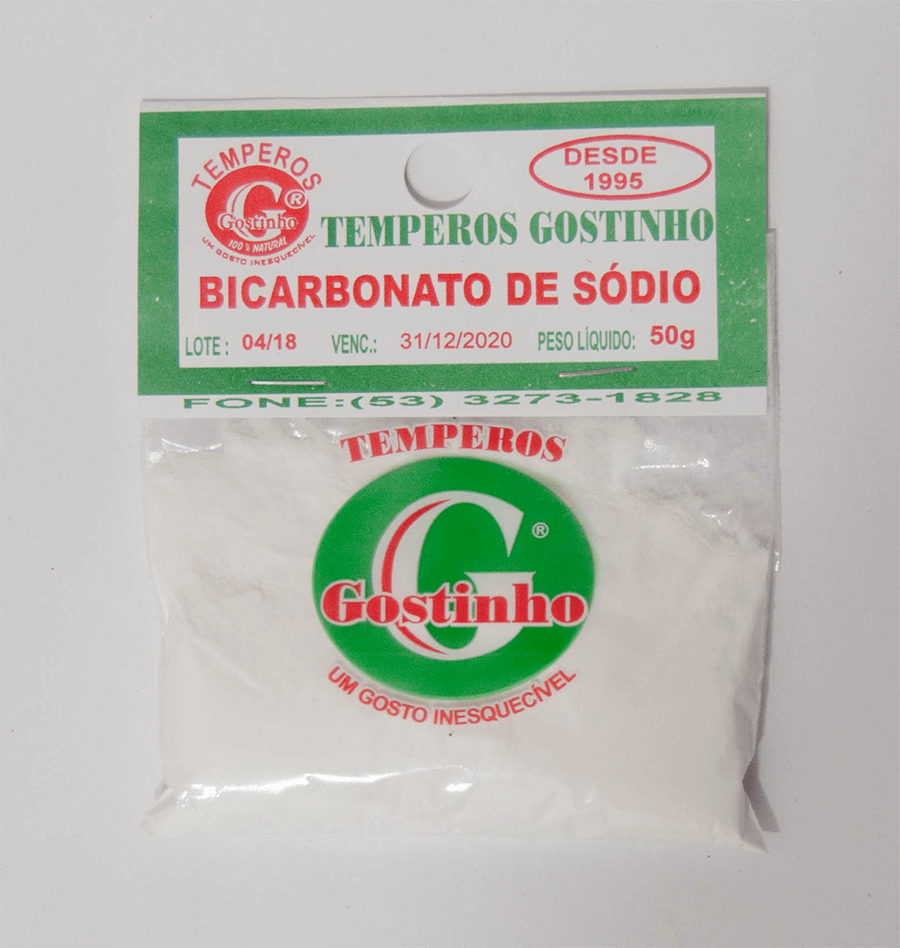 TEMPEROS
G®
Gostinho
100% NATURAL
UM GOSTO INESQUECÍVEL
DESDE
1995
TEMPEROS GOSTINHO
BICARBONATO DE SÓDIO
LOTE: 04/18 VENC.: 31/12/2020 PESO LÍQUIDO: 50g
FONE:(53) 3273-1828
TEMPEROS
G®
Gostinho
UM GOSTO INESQUECÍVEL